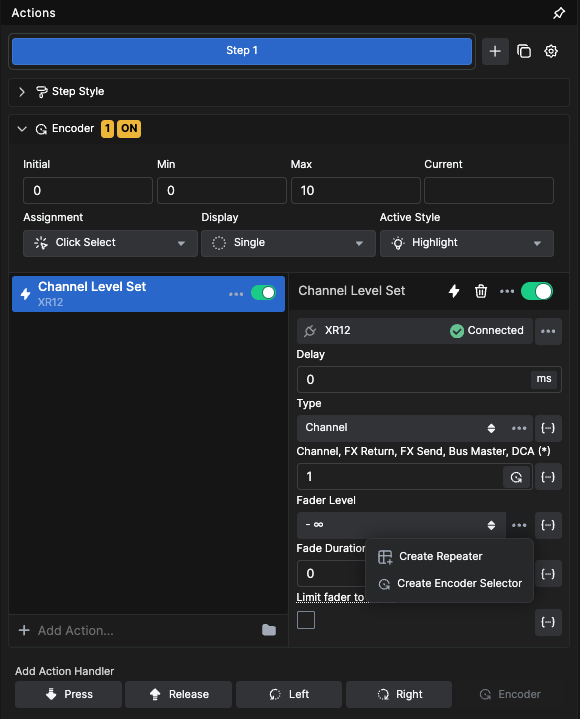 Actions
Step 1
Step Style
Encoder 1 ON
Initial Min Max Current
0 0 10
Assignment Display Active Style
Click Select Single Highlight
Channel Level Set
XR12
Channel Level Set
XR12 Connected
Delay
0 ms
Type
Channel
Channel, FX Return, FX Send, Bus Master, DCA (*)
1
Fader Level
- ∞
Create Repeater
Create Encoder Selector
Fade Duration
0
Limit fader to
Add Action...
Add Action Handler
Press Release Left Right Encoder